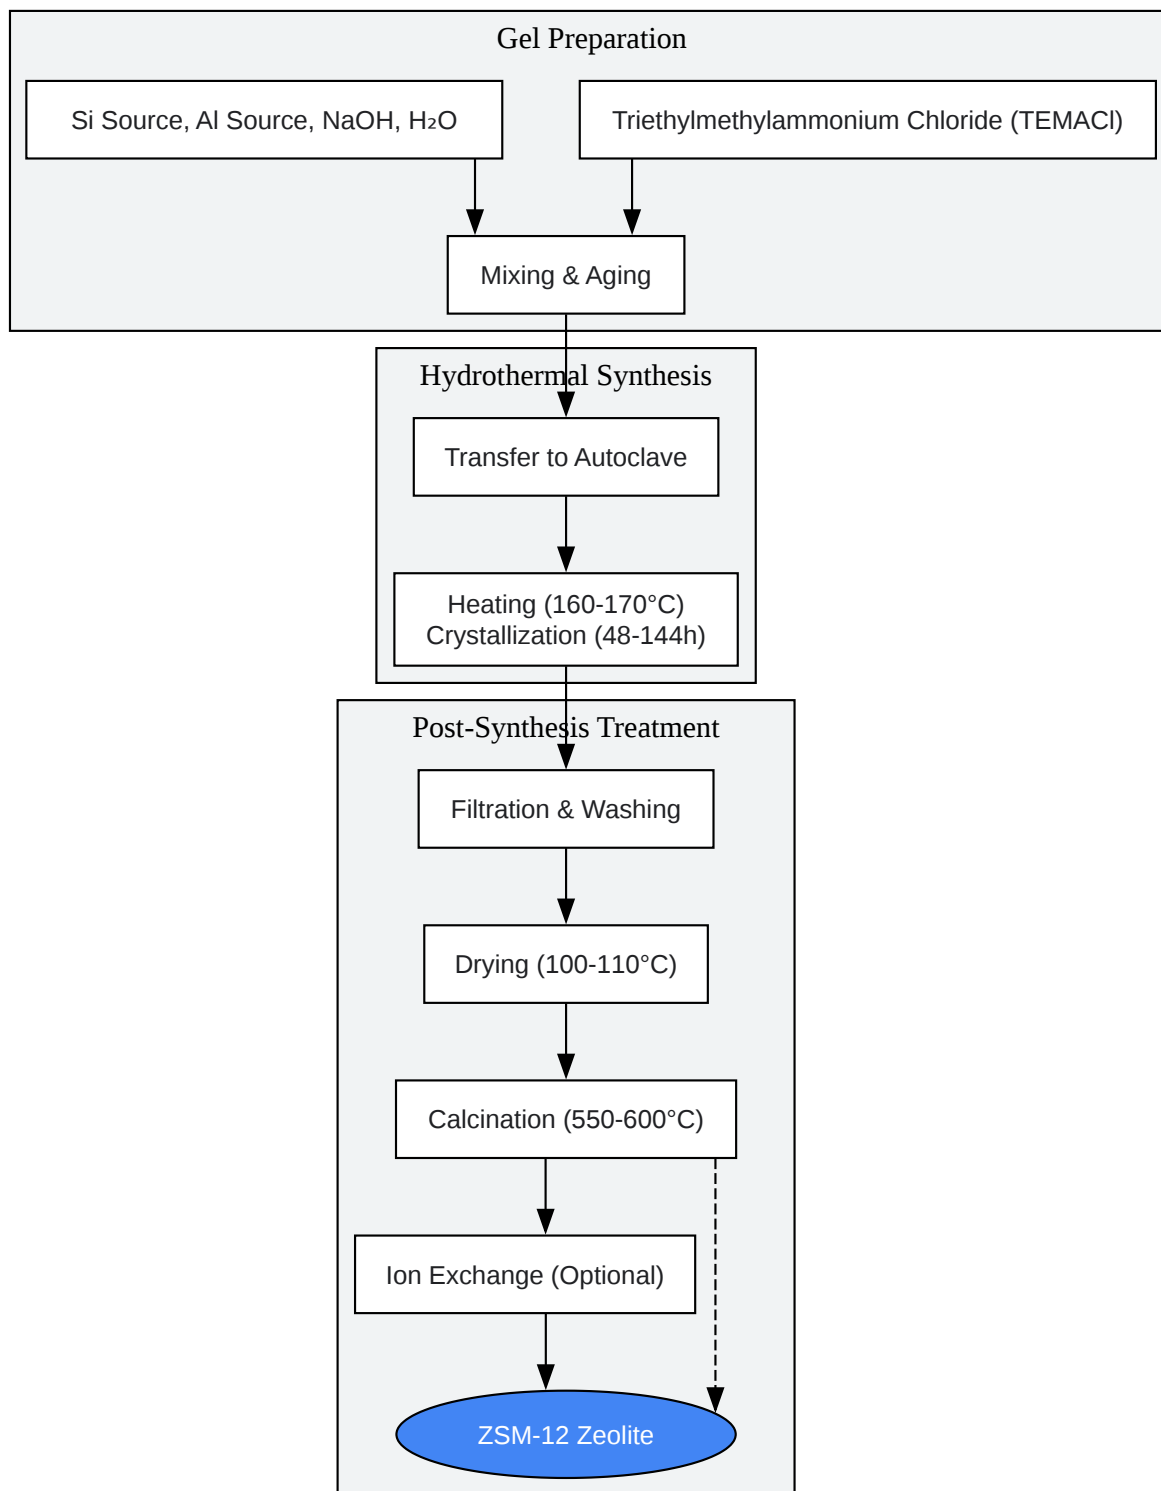 Gel Preparation
Si Source, Al Source, NaOH, H₂O
Triethylmethylammonium Chloride (TEMACl)
Mixing & Aging
Hydrothermal Synthesis
Transfer to Autoclave
Heating (160-170°C)
Crystallization (48-144h)
Post-Synthesis Treatment
Filtration & Washing
Drying (100-110°C)
Calcination (550-600°C)
Ion Exchange (Optional)
ZSM-12 Zeolite